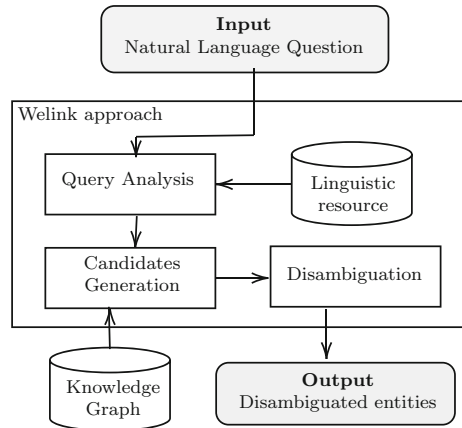 Input
Natural Language Question
Welink approach
Query Analysis
Linguistic
resource
Candidates
Generation
Disambiguation
Knowledge
Graph
Output
Disambiguated entities